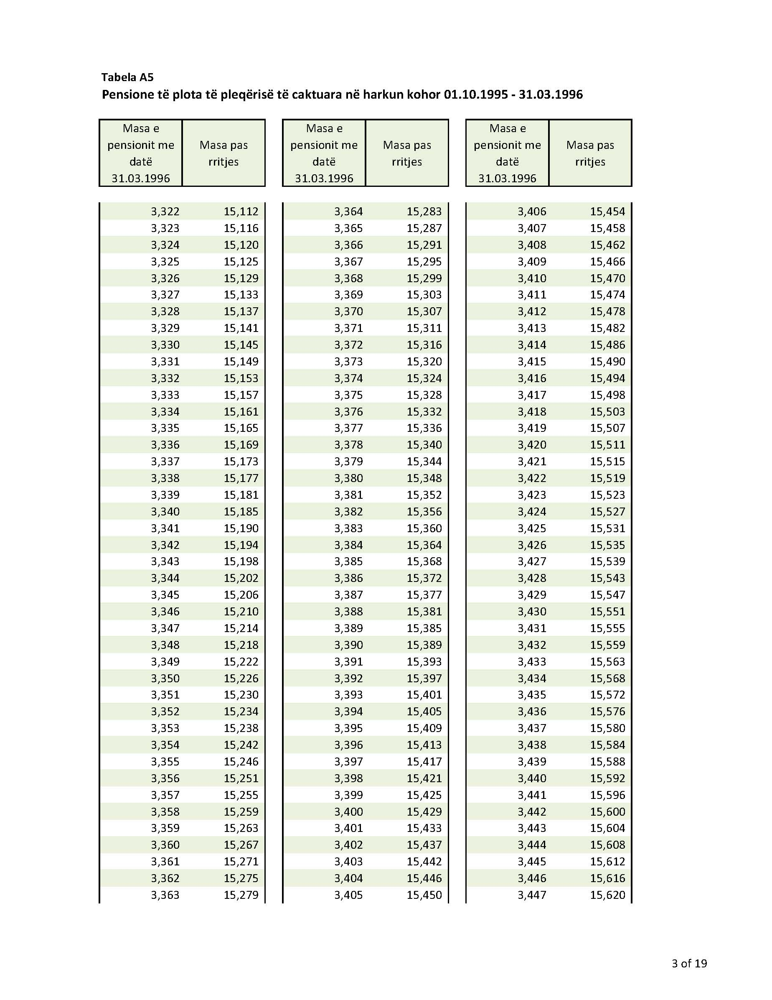 Tabela A5
Pensione të plota të pleqërisë të caktuara në harkun kohor 01.10.1995 - 31.03.1996
Masa e Masa e Masa e
pensionit me Masa pas pensionit me Masa pas pensionit me Masa pas
datë rritjes datë rritjes datë rritjes
31.03.1996 31.03.1996 31.03.1996
3,322 15,112 3,364 15,283 3,406 15,454
3,323 15,116 3,365 15,287 3,407 15,458
3,324 15,120 3,366 15,291 3,408 15,462
3,325 15,125 3,367 15,295 3,409 15,466
3,326 15,129 3,368 15,299 3,410 15,470
3,327 15,133 3,369 15,303 3,411 15,474
3,328 15,137 3,370 15,307 3,412 15,478
3,329 15,141 3,371 15,311 3,413 15,482
3,330 15,145 3,372 15,316 3,414 15,486
3,331 15,149 3,373 15,320 3,415 15,490
3,332 15,153 3,374 15,324 3,416 15,494
3,333 15,157 3,375 15,328 3,417 15,498
3,334 15,161 3,376 15,332 3,418 15,503
3,335 15,165 3,377 15,336 3,419 15,507
3,336 15,169 3,378 15,340 3,420 15,511
3,337 15,173 3,379 15,344 3,421 15,515
3,338 15,177 3,380 15,348 3,422 15,519
3,339 15,181 3,381 15,352 3,423 15,523
3,340 15,185 3,382 15,356 3,424 15,527
3,341 15,190 3,383 15,360 3,425 15,531
3,342 15,194 3,384 15,364 3,426 15,535
3,343 15,198 3,385 15,368 3,427 15,539
3,344 15,202 3,386 15,372 3,428 15,543
3,345 15,206 3,387 15,377 3,429 15,547
3,346 15,210 3,388 15,381 3,430 15,551
3,347 15,214 3,389 15,385 3,431 15,555
3,348 15,218 3,390 15,389 3,432 15,559
3,349 15,222 3,391 15,393 3,433 15,563
3,350 15,226 3,392 15,397 3,434 15,568
3,351 15,230 3,393 15,401 3,435 15,572
3,352 15,234 3,394 15,405 3,436 15,576
3,353 15,238 3,395 15,409 3,437 15,580
3,354 15,242 3,396 15,413 3,438 15,584
3,355 15,246 3,397 15,417 3,439 15,588
3,356 15,251 3,398 15,421 3,440 15,592
3,357 15,255 3,399 15,425 3,441 15,596
3,358 15,259 3,400 15,429 3,442 15,600
3,359 15,263 3,401 15,433 3,443 15,604
3,360 15,267 3,402 15,437 3,444 15,608
3,361 15,271 3,403 15,442 3,445 15,612
3,362 15,275 3,404 15,446 3,446 15,616
3,363 15,279 3,405 15,450 3,447 15,620
3 of 19